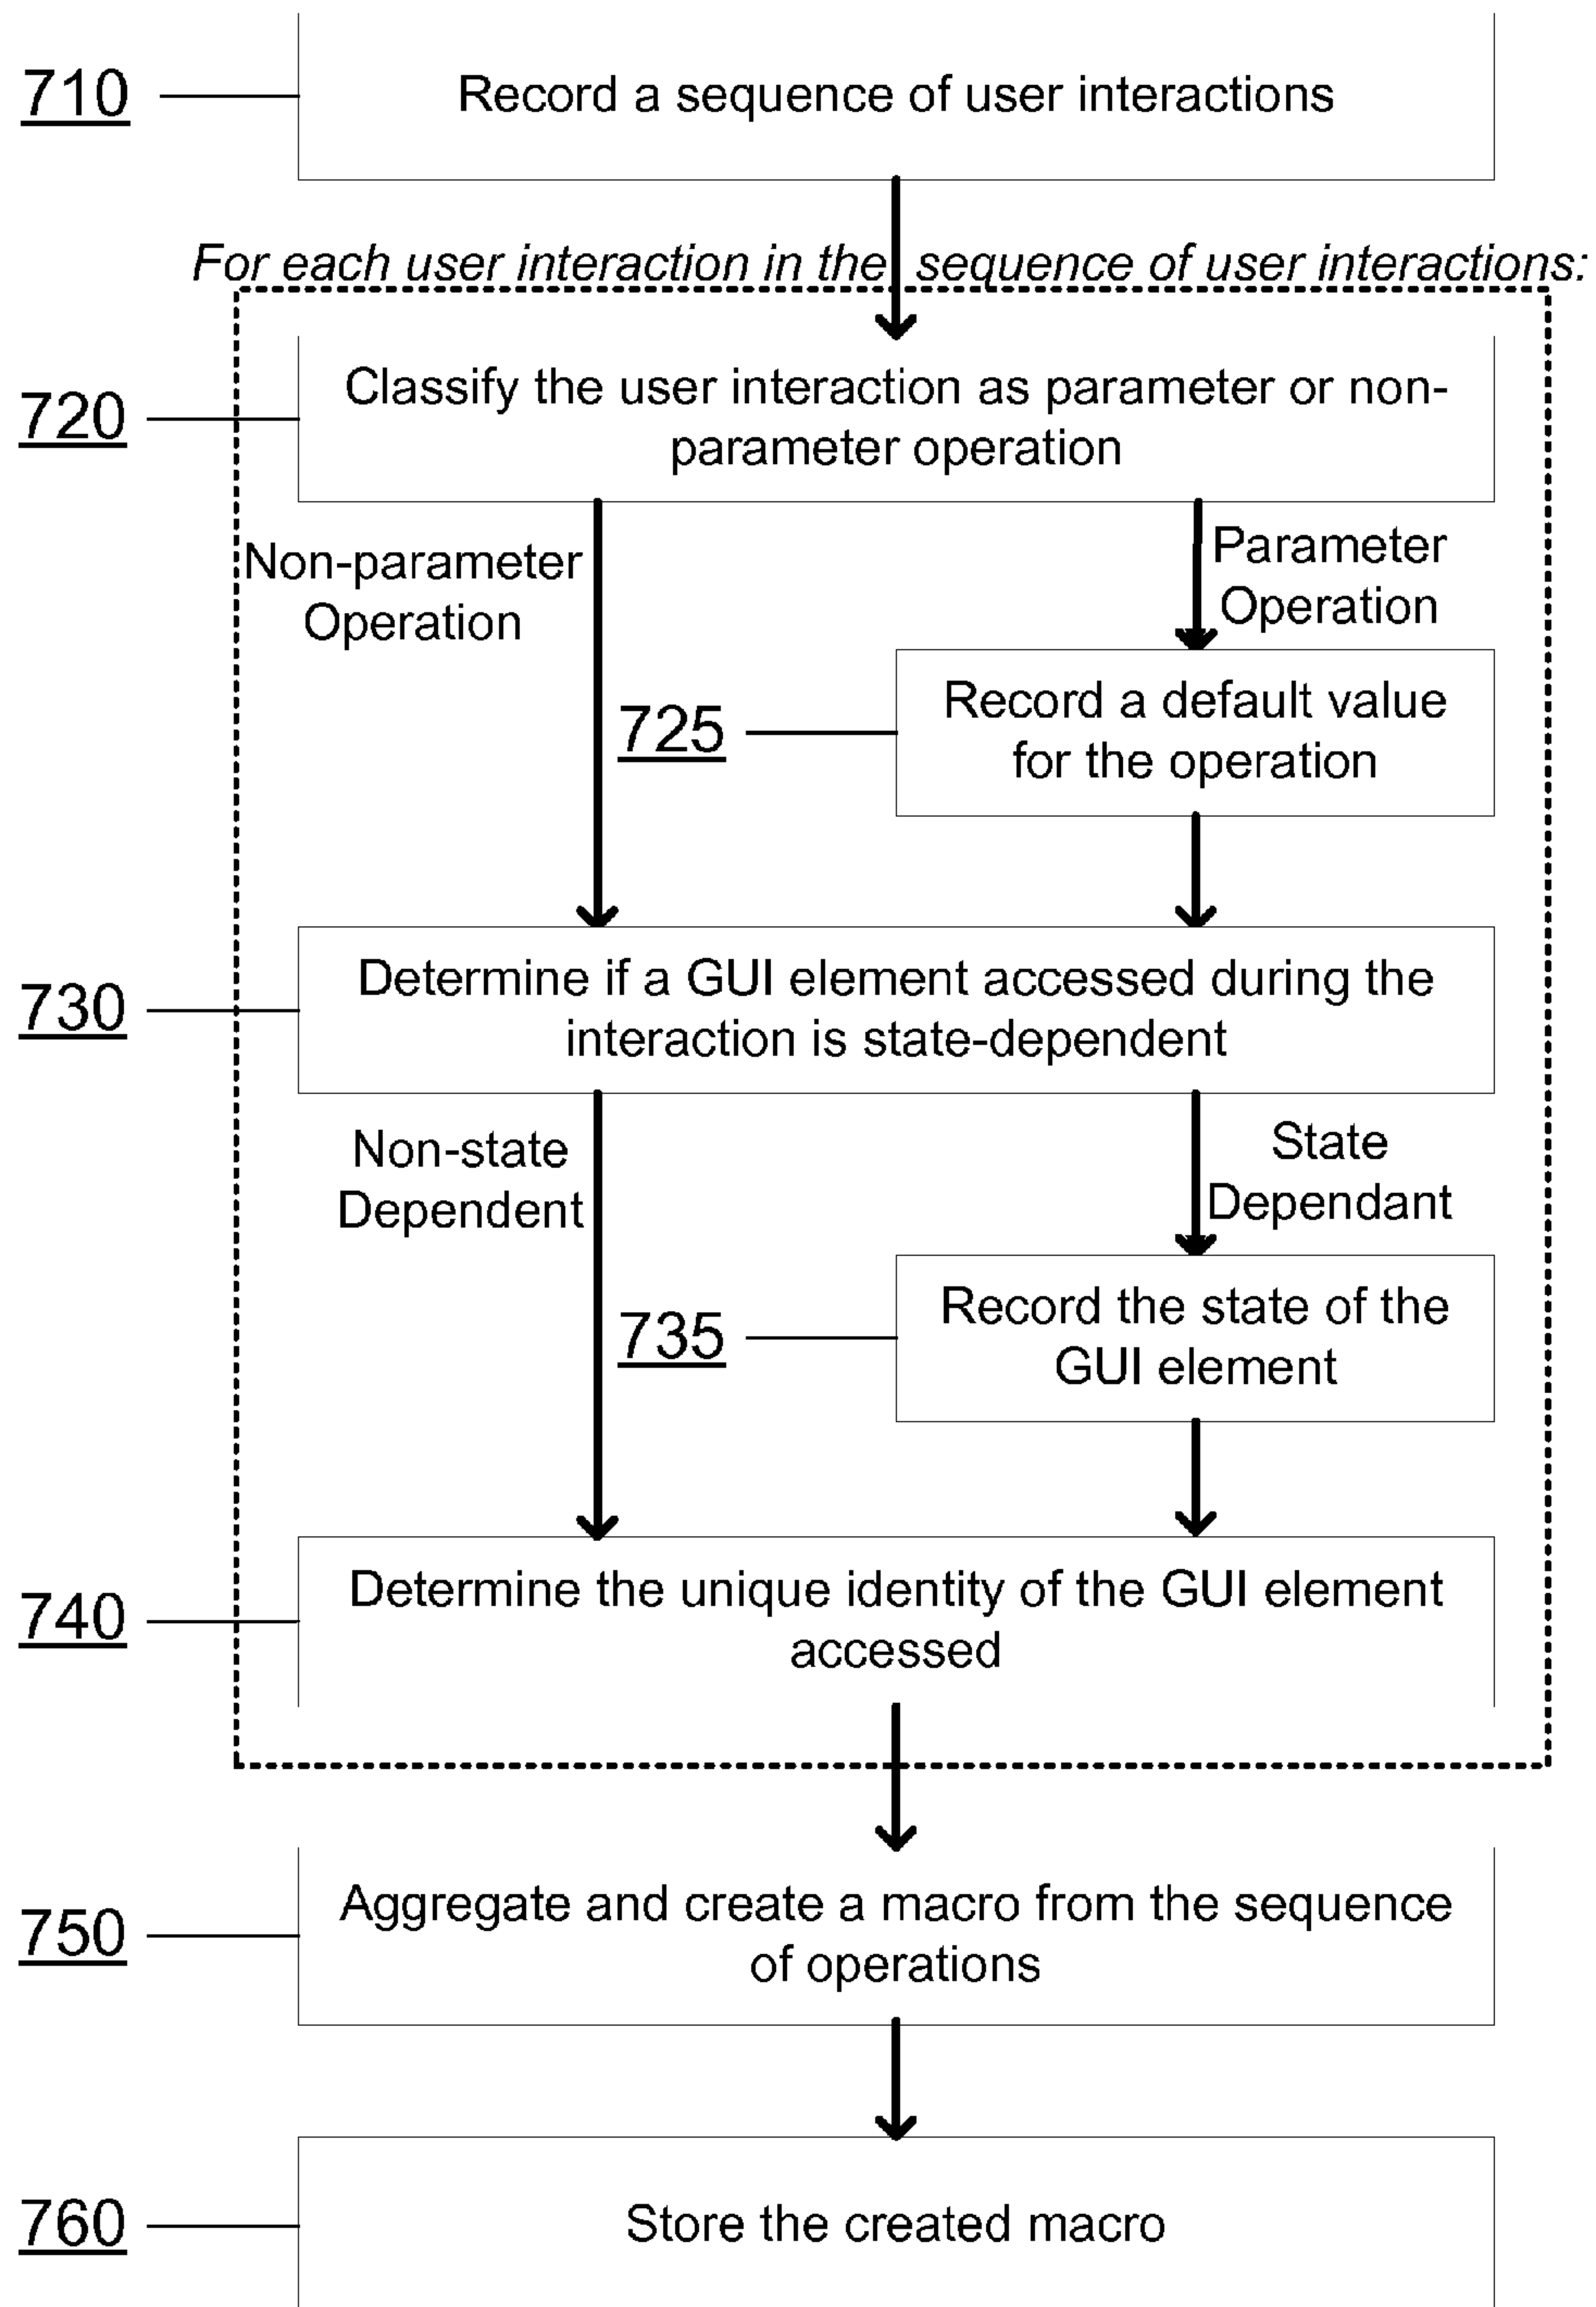 710
Record a sequence of user interactions
For each user interaction in the sequence of user interactions:
720
Classify the user interaction as parameter or non-
parameter operation
Non-parameter
Operation
Parameter
Operation
725
Record a default value
for the operation
730
Determine if a GUI element accessed during the
interaction is state-dependent
Non-state
Dependent
State
Dependant
735
Record the state of the
GUI element
740
Determine the unique identity of the GUI element
accessed
750
Aggregate and create a macro from the sequence
of operations
760
Store the created macro